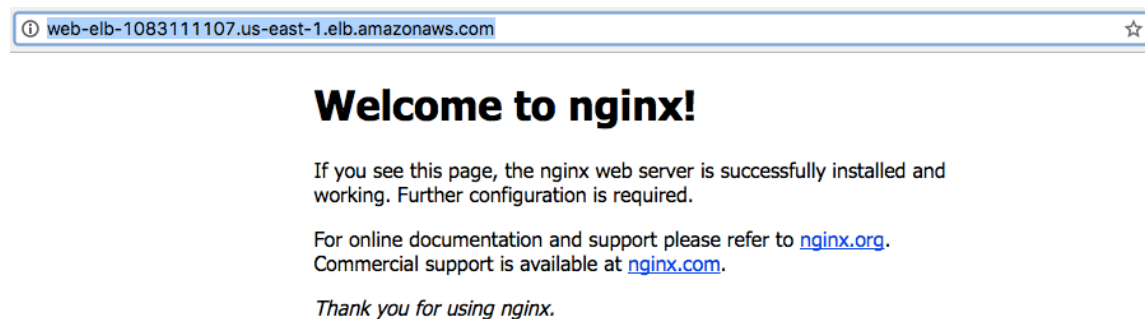 web-elb-1083111107.us-east-1.elb.amazonaws.com
Welcome to nginx!
If you see this page, the nginx web server is successfully installed and
working. Further configuration is required.
For online documentation and support please refer to nginx.org.
Commercial support is available at nginx.com.
Thank you for using nginx.